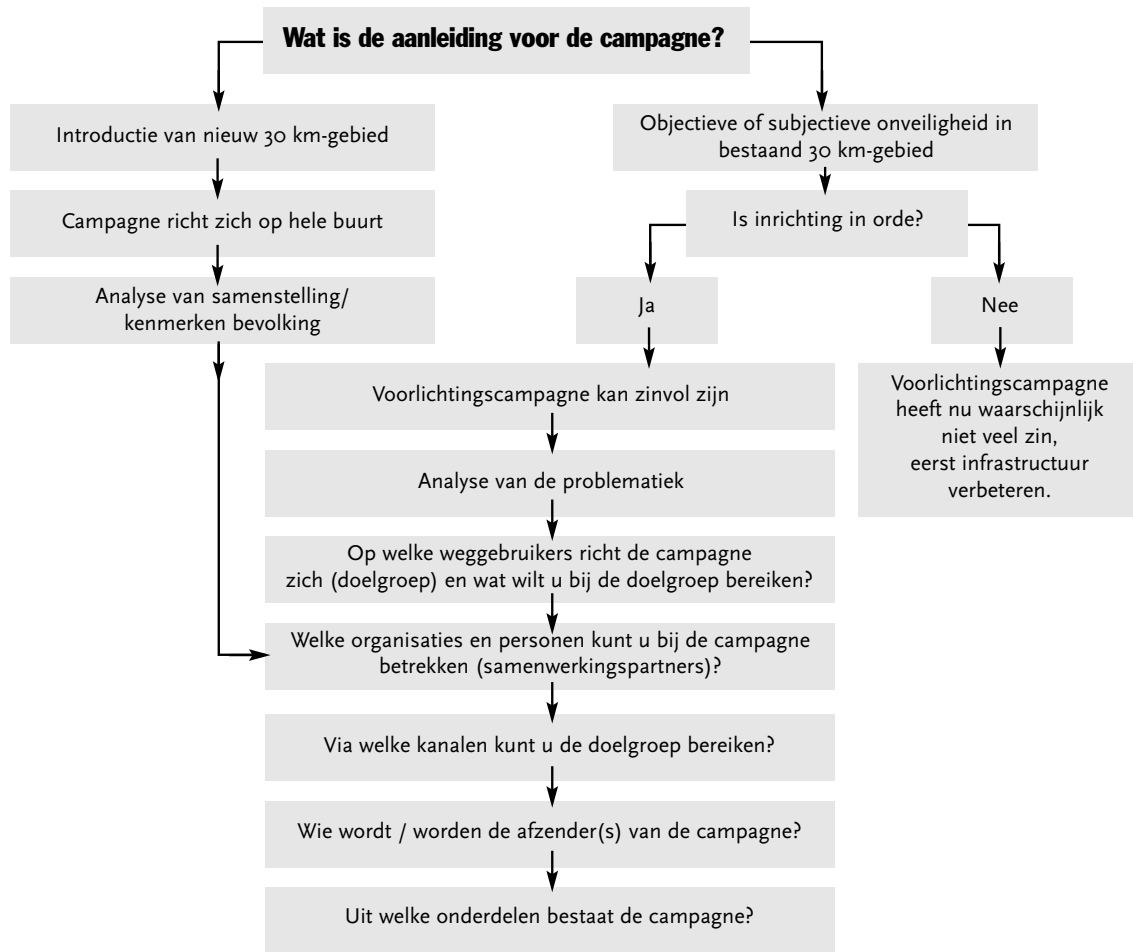 Wat is de aanleiding voor de campagne?
Introductie van nieuw 30 km-gebied
Campagne richt zich op hele buurt
Analyse van samenstelling/
kenmerken bevolking
Objectieve of subjectieve onveiligheid in
bestaand 30 km-gebied
Is inrichting in orde?
Ja
Nee
Voorlichtingscampagne
heeft nu waarschijnlijk
niet veel zin,
eerst infrastructuur
verbeteren.
Voorlichtingscampagne kan zinvol zijn
Analyse van de problematiek
Op welke weggebruikers richt de campagne
zich (doelgroep) en wat wilt u bij de doelgroep bereiken?
Welke organisaties en personen kunt u bij de campagne
betrekken (samenwerkingspartners)?
Via welke kanalen kunt u de doelgroep bereiken?
Wie wordt / worden de afzender(s) van de campagne?
Uit welke onderdelen bestaat de campagne?